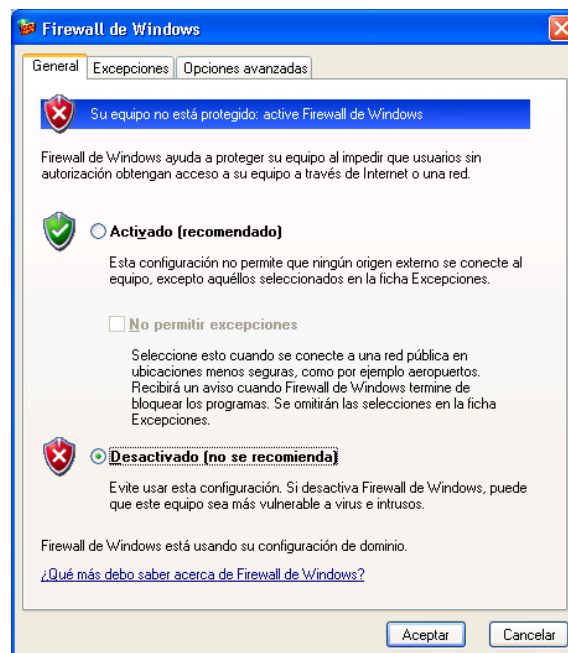 Firewall de Windows
General Excepciones Opciones avanzadas
Su equipo no está protegido: active Firewall de Windows
Firewall de Windows ayuda a proteger su equipo al impedir que usuarios sin
autorización obtengan acceso a su equipo a través de Internet o una red.
Activado (recomendado)
Esta configuración no permite que ningún origen externo se conecte al
equipo, excepto aquéllos seleccionados en la ficha Excepciones.
No permitir excepciones
Seleccione esto cuando se conecte a una red pública en
ubicaciones menos seguras, como por ejemplo aeropuertos.
Recibirá un aviso cuando Firewall de Windows termine de
bloquear los programas. Se omitirán las selecciones en la ficha
Excepciones.
Desactivado (no se recomienda)
Evite usar esta configuración. Si desactiva Firewall de Windows, puede
que este equipo sea más vulnerable a virus e intrusos.
Firewall de Windows está usando su configuración de dominio.
¿Qué más debo saber acerca de Firewall de Windows?
Aceptar Cancelar